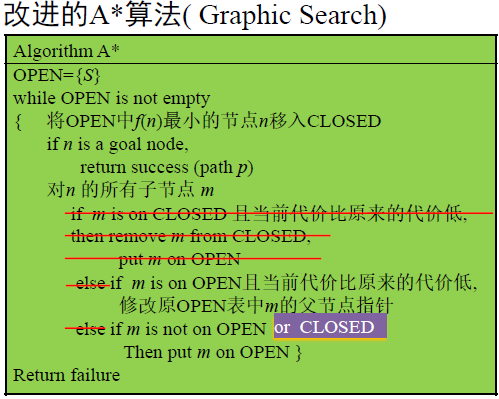 改进的A*算法( Graphic Search)
Algorithm A*
OPEN={S}
while OPEN is not empty
{ 将OPEN中f(n)最小的节点n移入CLOSED
if n is a goal node,
return success (path p)
对n 的所有子节点 m
if m is on CLOSED 且当前代价比原来的代价低,
then remove m from CLOSED,
put m on OPEN
else if m is on OPEN且当前代价比原来的代价低,
修改原OPEN表中m的父节点指针
else if m is not on OPEN or CLOSED
Then put m on OPEN }
Return failure